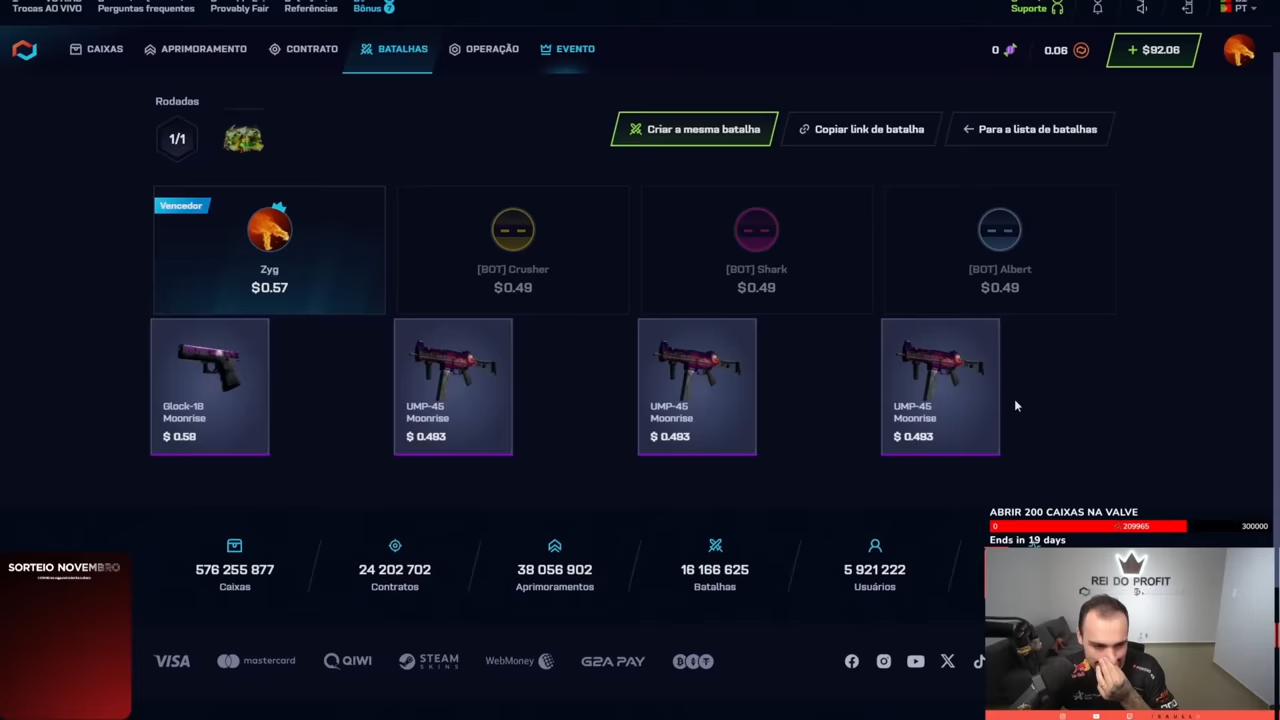 Trocas AO VIVO
Perguntas frequentes
Provably Fair
Referências
Bônus
Suporte
PT
CAIXAS
APRIMORAMENTO
CONTRATO
BATALHAS
OPERAÇÃO
EVENTO
0
0.06
+ $92.06
Rodadas
1/1
Criar a mesma batalha
Copiar link de batalha
Para a lista de batalhas
Vencedor
Zyg
$0.57
[BOT] Crusher
$0.49
[BOT] Shark
$0.49
[BOT] Albert
$0.49
Glock-18
Moonrise
$ 0.58
UMP-45
Moonrise
$ 0.493
UMP-45
Moonrise
$ 0.493
UMP-45
Moonrise
$ 0.493
ABRIR 200 CAIXAS NA VALVE
0
209965
300000
Ends in 19 days
SORTEIO NOVEMBRO
576 255 877
Caixas
24 202 702
Contratos
38 056 902
Aprimoramentos
16 166 625
Batalhas
5 921 222
Usuários
REI DO PROFIT
VISA
mastercard
QIWI
STEAM
SKINS
WebMoney
G2A PAY